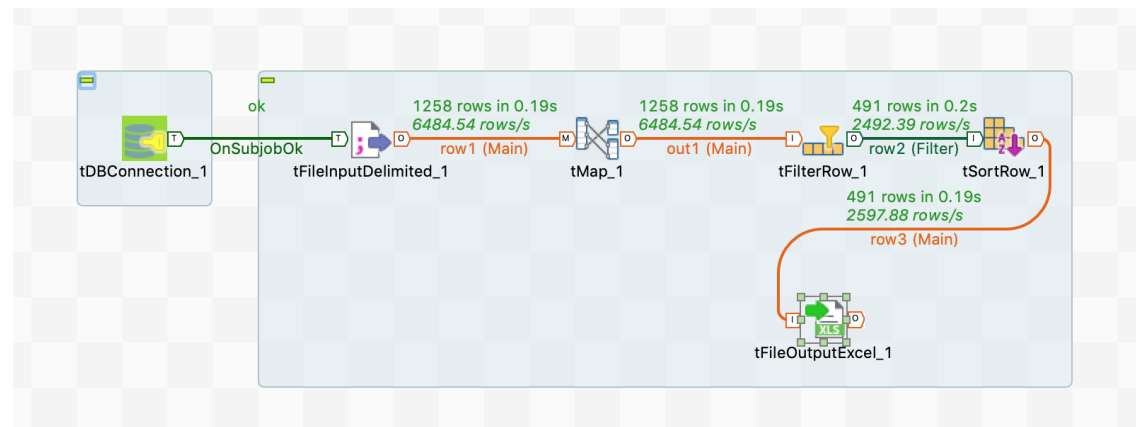 ok
OnSubjobOk
T
tDBConnection_1
T
O
tFileInputDelimited_1
1258 rows in 0.19s
6484.54 rows/s
row1 (Main)
M
O
tMap_1
1258 rows in 0.19s
6484.54 rows/s
out1 (Main)
I
O
tFilterRow_1
491 rows in 0.2s
2492.39 rows/s
row2 (Filter)
I
A
Z
O
tSortRow_1
491 rows in 0.19s
2597.88 rows/s
row3 (Main)
I
XLS
O
tFileOutputExcel_1